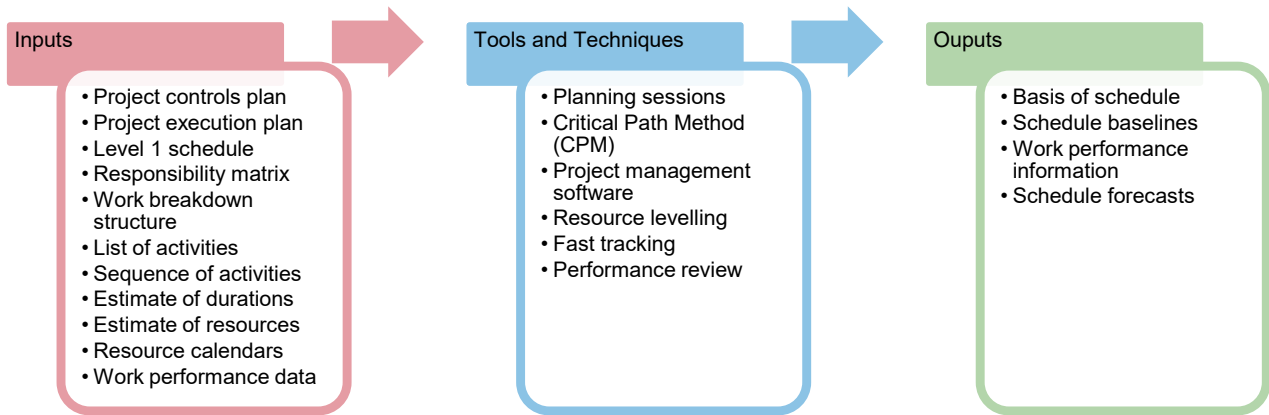 Inputs
• Project controls plan
• Project execution plan
• Level 1 schedule
• Responsibility matrix
• Work breakdown
structure
• List of activities
• Sequence of activities
• Estimate of durations
• Estimate of resources
• Resource calendars
• Work performance data
Tools and Techniques
• Planning sessions
• Critical Path Method
(CPM)
• Project management
software
• Resource levelling
• Fast tracking
• Performance review
Ouputs
• Basis of schedule
• Schedule baselines
• Work performance
information
• Schedule forecasts